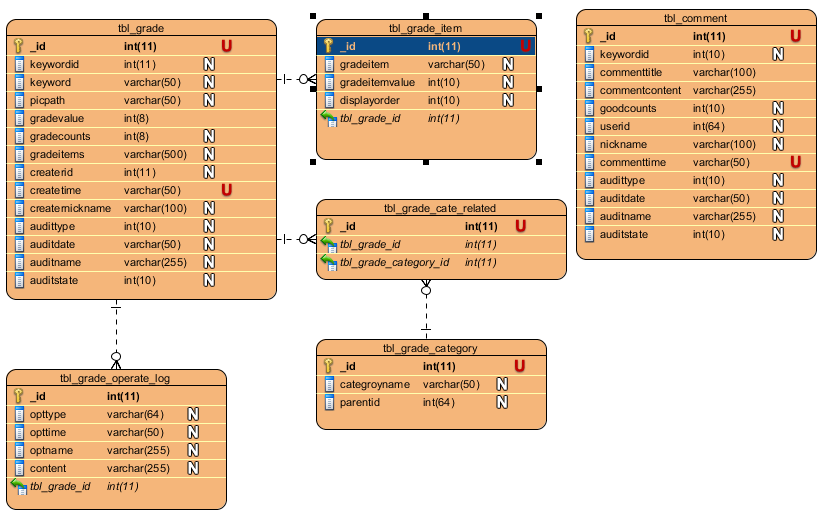 tbl_grade
_id int(11) U
keywordid int(11) N
keyword varchar(50) N
picpath varchar(50) N
gradevalue int(8)
gradecounts int(8) N
gradeitems varchar(500) N
createrid int(11) N
createtime varchar(50) U
creaternickname varchar(100) N
audittype int(10) N
auditdate varchar(50) N
auditname varchar(255) N
auditstate int(10) N
tbl_grade_item
_id int(11) U
gradeitem varchar(50) N
gradeitemvalue int(10) N
displayorder int(10) N
tbl_grade_id int(11)
tbl_comment
_id int(11) U
keywordid int(10) N
commenttitle varchar(100)
commentcontent varchar(255)
goodcounts int(10) N
userid int(64) N
nickname varchar(100) N
commenttime varchar(50) U
audittype int(10) N
auditdate varchar(50) N
auditname varchar(255) N
auditstate int(10) N
tbl_grade_cate_related
_id int(11) U
tbl_grade_id int(11)
tbl_grade_category_id int(11)
tbl_grade_category
_id int(11) U
categroyname varchar(50) N
parentid int(64) N
tbl_grade_operate_log
_id int(11)
opttype varchar(64) N
opttime varchar(50) N
optname varchar(255) N
content varchar(255) N
tbl_grade_id int(11)